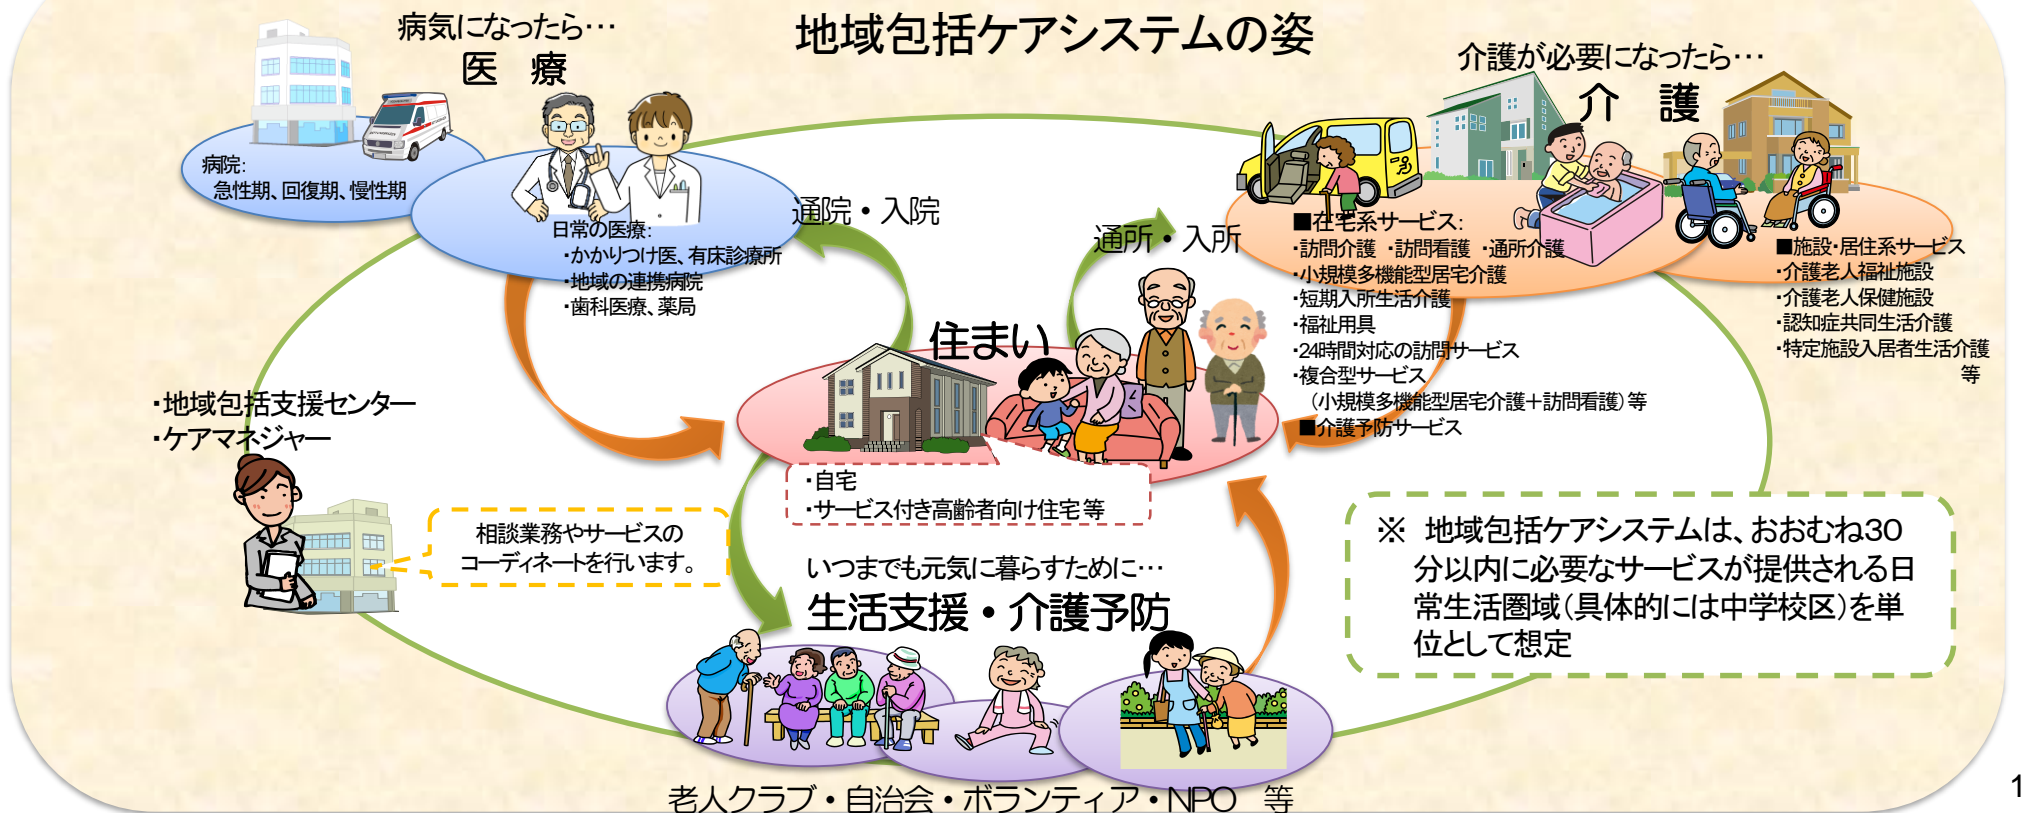 地域包括ケアシステムの姿
病気になったら…
医 療
病院:
急性期、回復期、慢性期
日常の医療:
・かかりつけ医、有床診療所
・地域の連携病院
・歯科医療、薬局
通院・入院
通所・入所
介護が必要になったら…
介 護
■在宅系サービス:
・訪問介護 ・訪問看護 ・通所介護
・小規模多機能型居宅介護
・短期入所生活介護
・福祉用具
・24時間対応の訪問サービス
・複合型サービス
(小規模多機能型居宅介護+訪問看護)等
■介護予防サービス
■施設・居住系サービス
・介護老人福祉施設
・介護老人保健施設
・認知症共同生活介護
・特定施設入居者生活介護
等
住まい
・自宅
・サービス付き高齢者向け住宅 等
・地域包括支援センター
・ケアマネジャー
相談業務やサービスの
コーディネートを行います。
いつまでも元気に暮らすために…
生活支援・介護予防
老人クラブ・自治会・ボランティア・NPO 等
※ 地域包括ケアシステムは、おおむね30
分以内に必要なサービスが提供される日
常生活圏域(具体的には中学校区)を単
位として想定
1